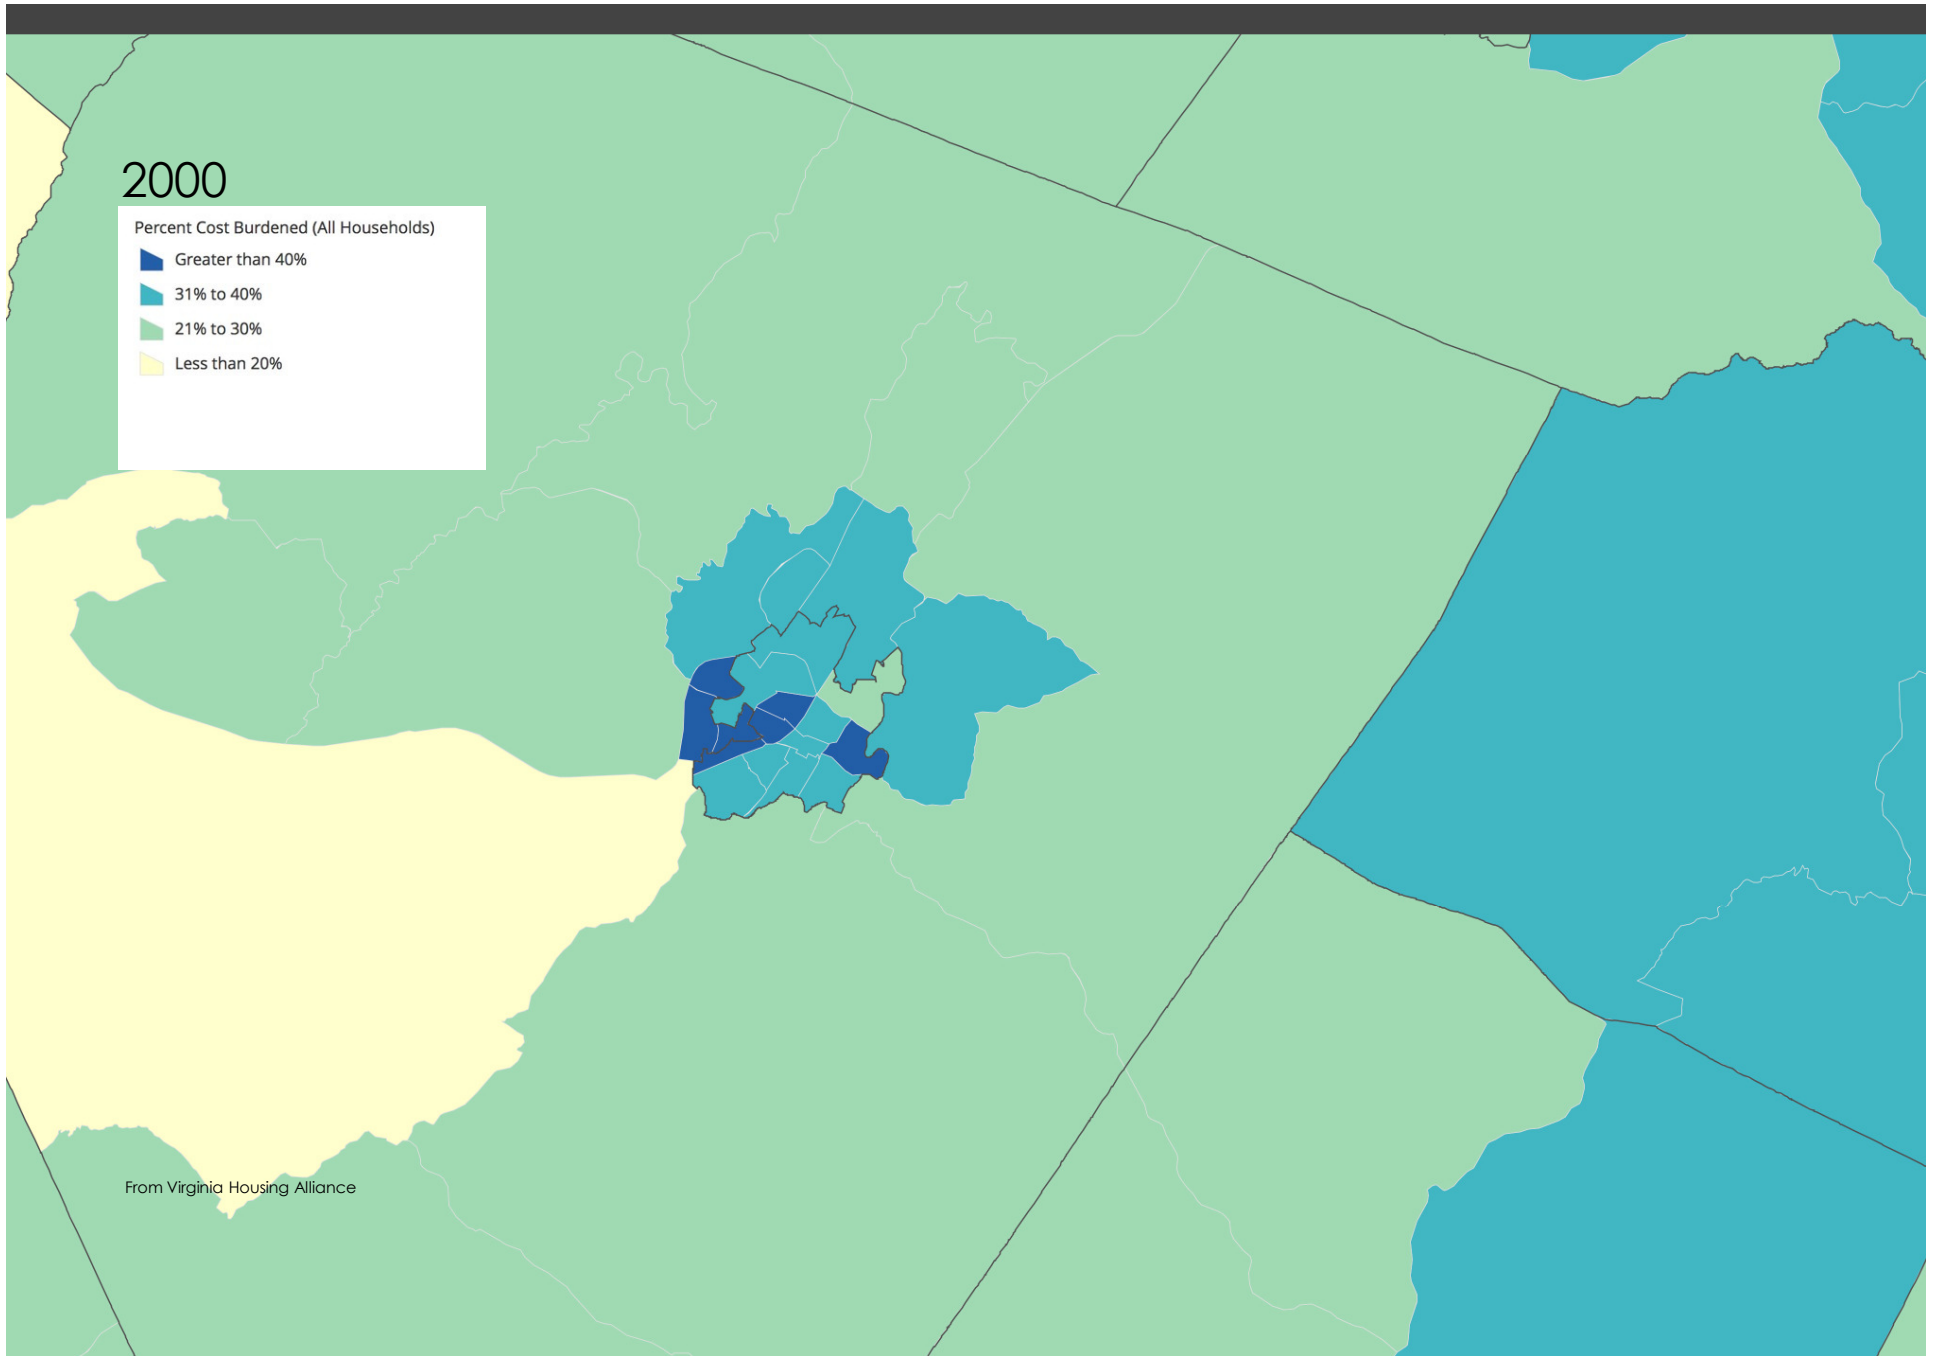 2000
Percent Cost Burdened (All Households)
Greater than 40%
31% to 40%
21% to 30%
Less than 20%
From Virginia Housing Alliance